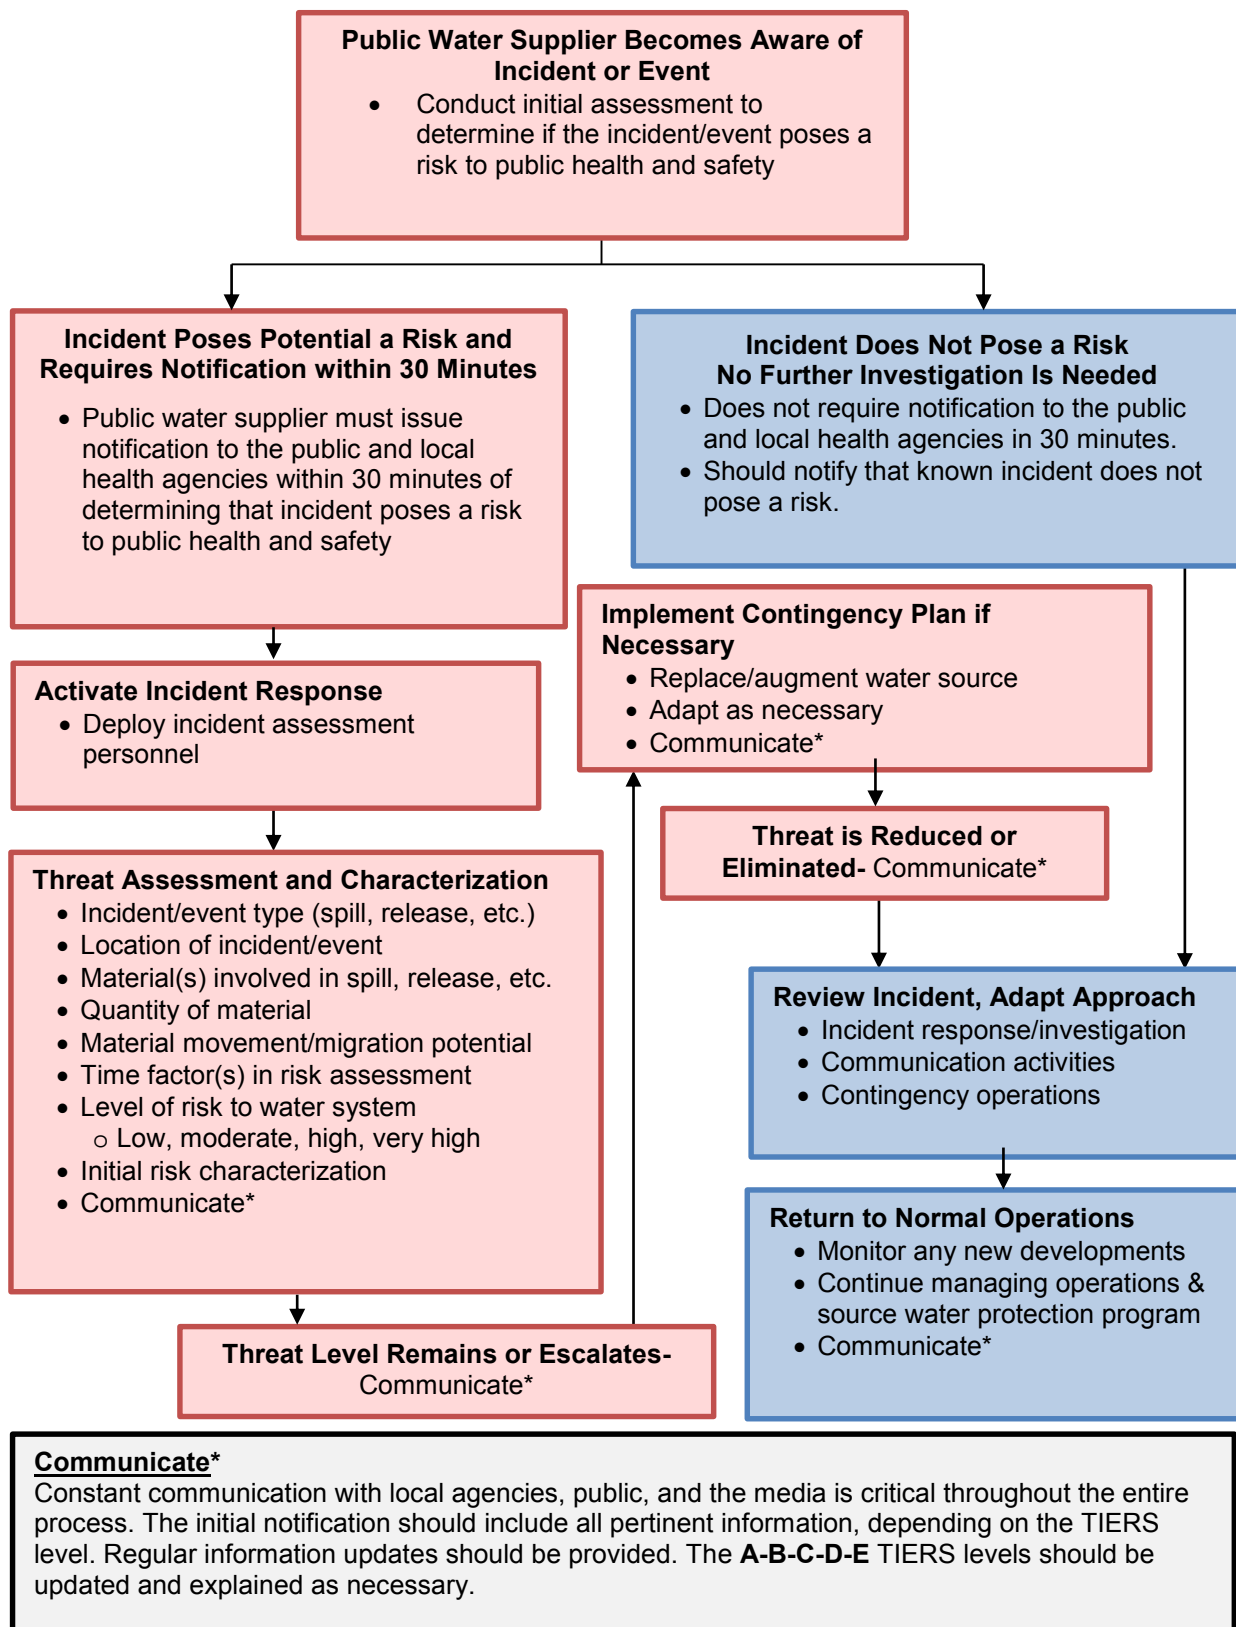 Public Water Supplier Becomes Aware of
Incident or Event
• Conduct initial assessment to
determine if the incident/event poses a
risk to public health and safety
Incident Poses Potential a Risk and
Requires Notification within 30 Minutes
• Public water supplier must issue
notification to the public and local
health agencies within 30 minutes of
determining that incident poses a risk
to public health and safety
Incident Does Not Pose a Risk
No Further Investigation Is Needed
• Does not require notification to the public
and local health agencies in 30 minutes.
• Should notify that known incident does not
pose a risk.
Activate Incident Response
• Deploy incident assessment
personnel
Threat Assessment and Characterization
• Incident/event type (spill, release, etc.)
• Location of incident/event
• Material(s) involved in spill, release, etc.
• Quantity of material
• Material movement/migration potential
• Time factor(s) in risk assessment
• Level of risk to water system
o Low, moderate, high, very high
• Initial risk characterization
• Communicate*
Threat Level Remains or Escalates-
Communicate*
Implement Contingency Plan if
Necessary
• Replace/augment water source
• Adapt as necessary
• Communicate*
Threat is Reduced or
Eliminated- Communicate*
Review Incident, Adapt Approach
• Incident response/investigation
• Communication activities
• Contingency operations
Return to Normal Operations
• Monitor any new developments
• Continue managing operations &
source water protection program
• Communicate*
Communicate*
Constant communication with local agencies, public, and the media is critical throughout the entire
process. The initial notification should include all pertinent information, depending on the TIERS
level. Regular information updates should be provided. The A-B-C-D-E TIERS levels should be
updated and explained as necessary.